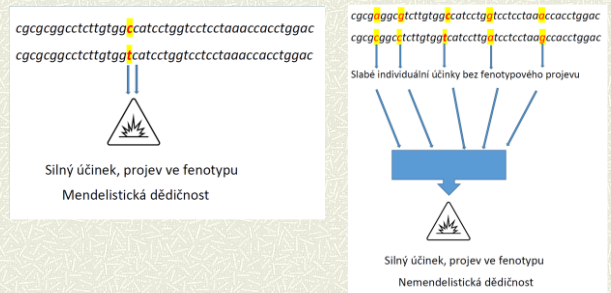 cgcgcggcctcttgtggccatcctggtcctcctaaaccacctggac
cgcgcggcctcttgtggtcatcctggtcctcctaaaccacctggac
Silný účinek, projev ve fenotypu
Mendelistická dědičnost
cgcgaggcgtcttgtggccatcctggtcctcctaaaccacctggac
cgcgcggcctcttgtggtcatccttgatcctcctaagccacctggac
Slabé individuální účinky bez fenotypového projevu
Silný účinek, projev ve fenotypu
Nemendelistická dědičnost